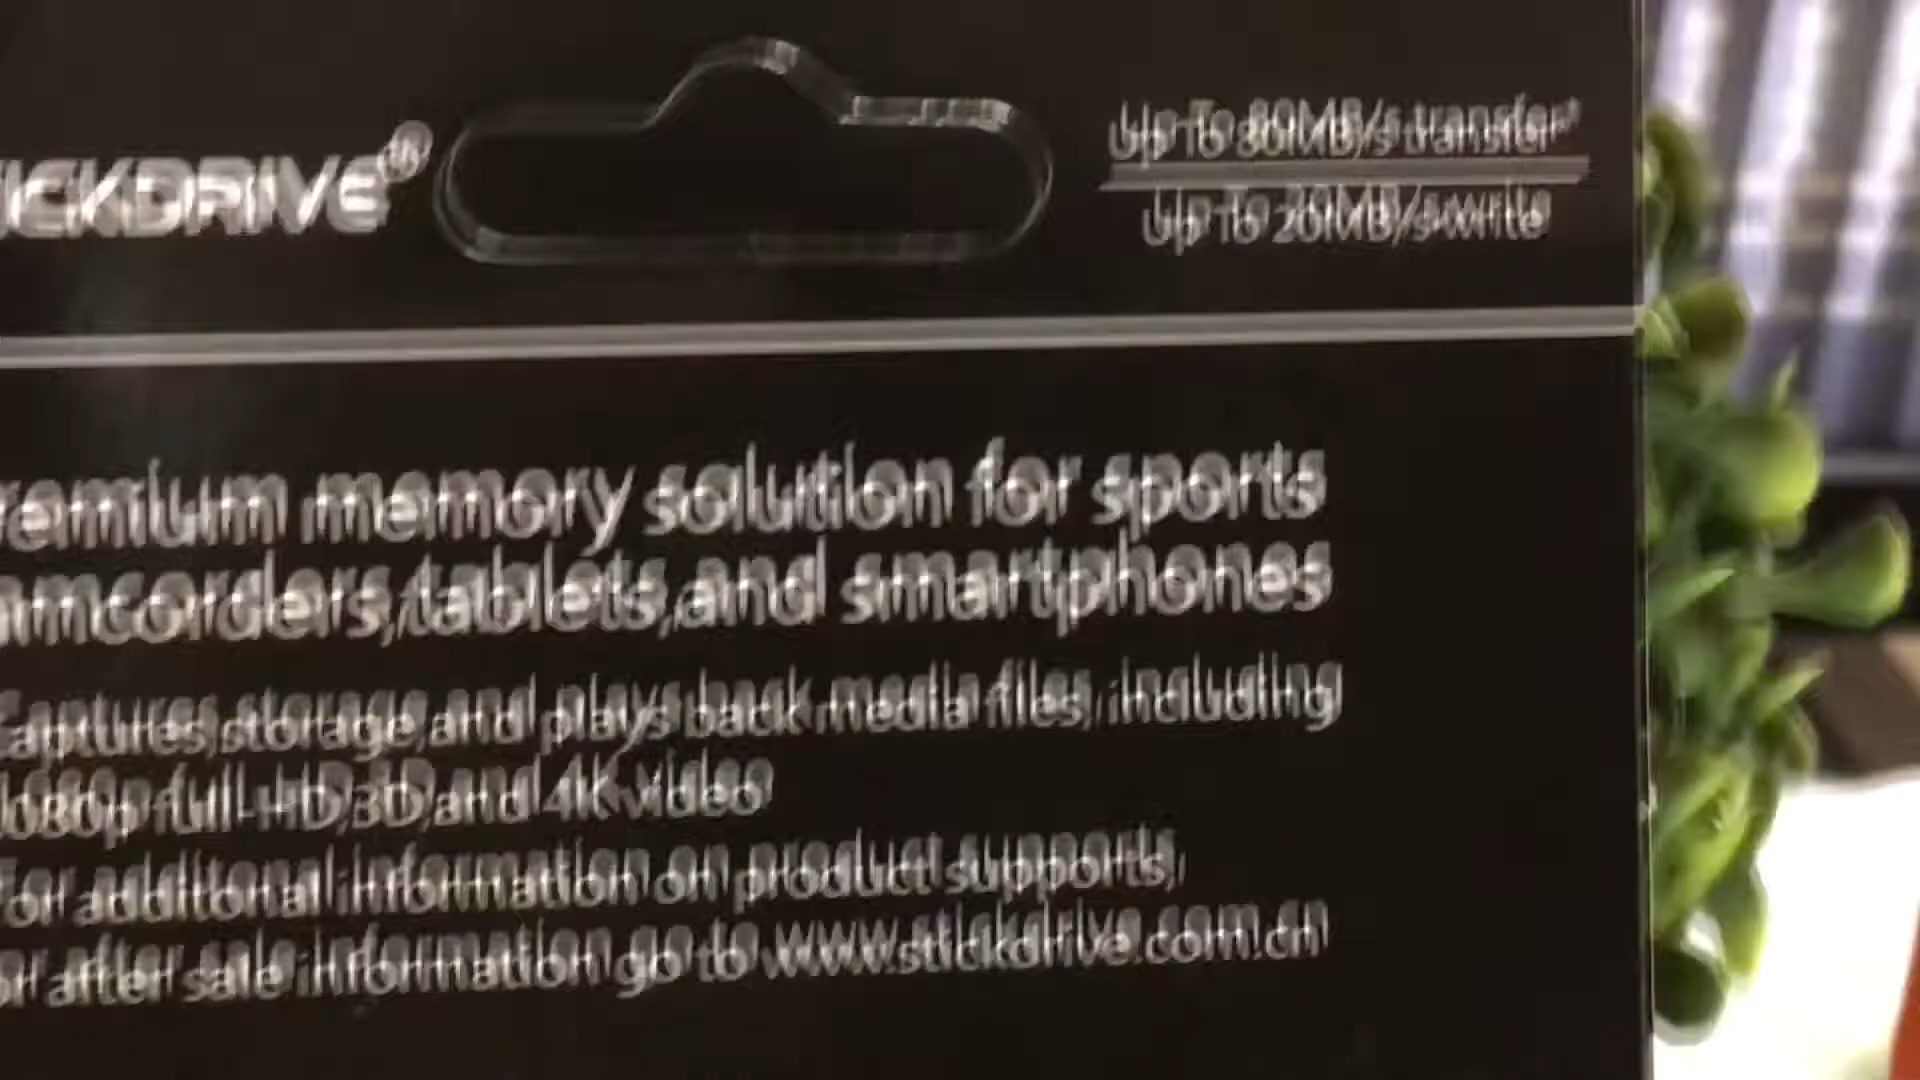 ICKDRIVE®
Up To 80MB/s transfer*
Up To 20MB/s write
remium memory solution for sports
amcorders,tablets,and smartphones
Captures,storage,and plays back media files, including
1080p full-HD,3D,and 4K video
For additonal information on product supports,
or after sale information go to www.stickdrive.com.cn